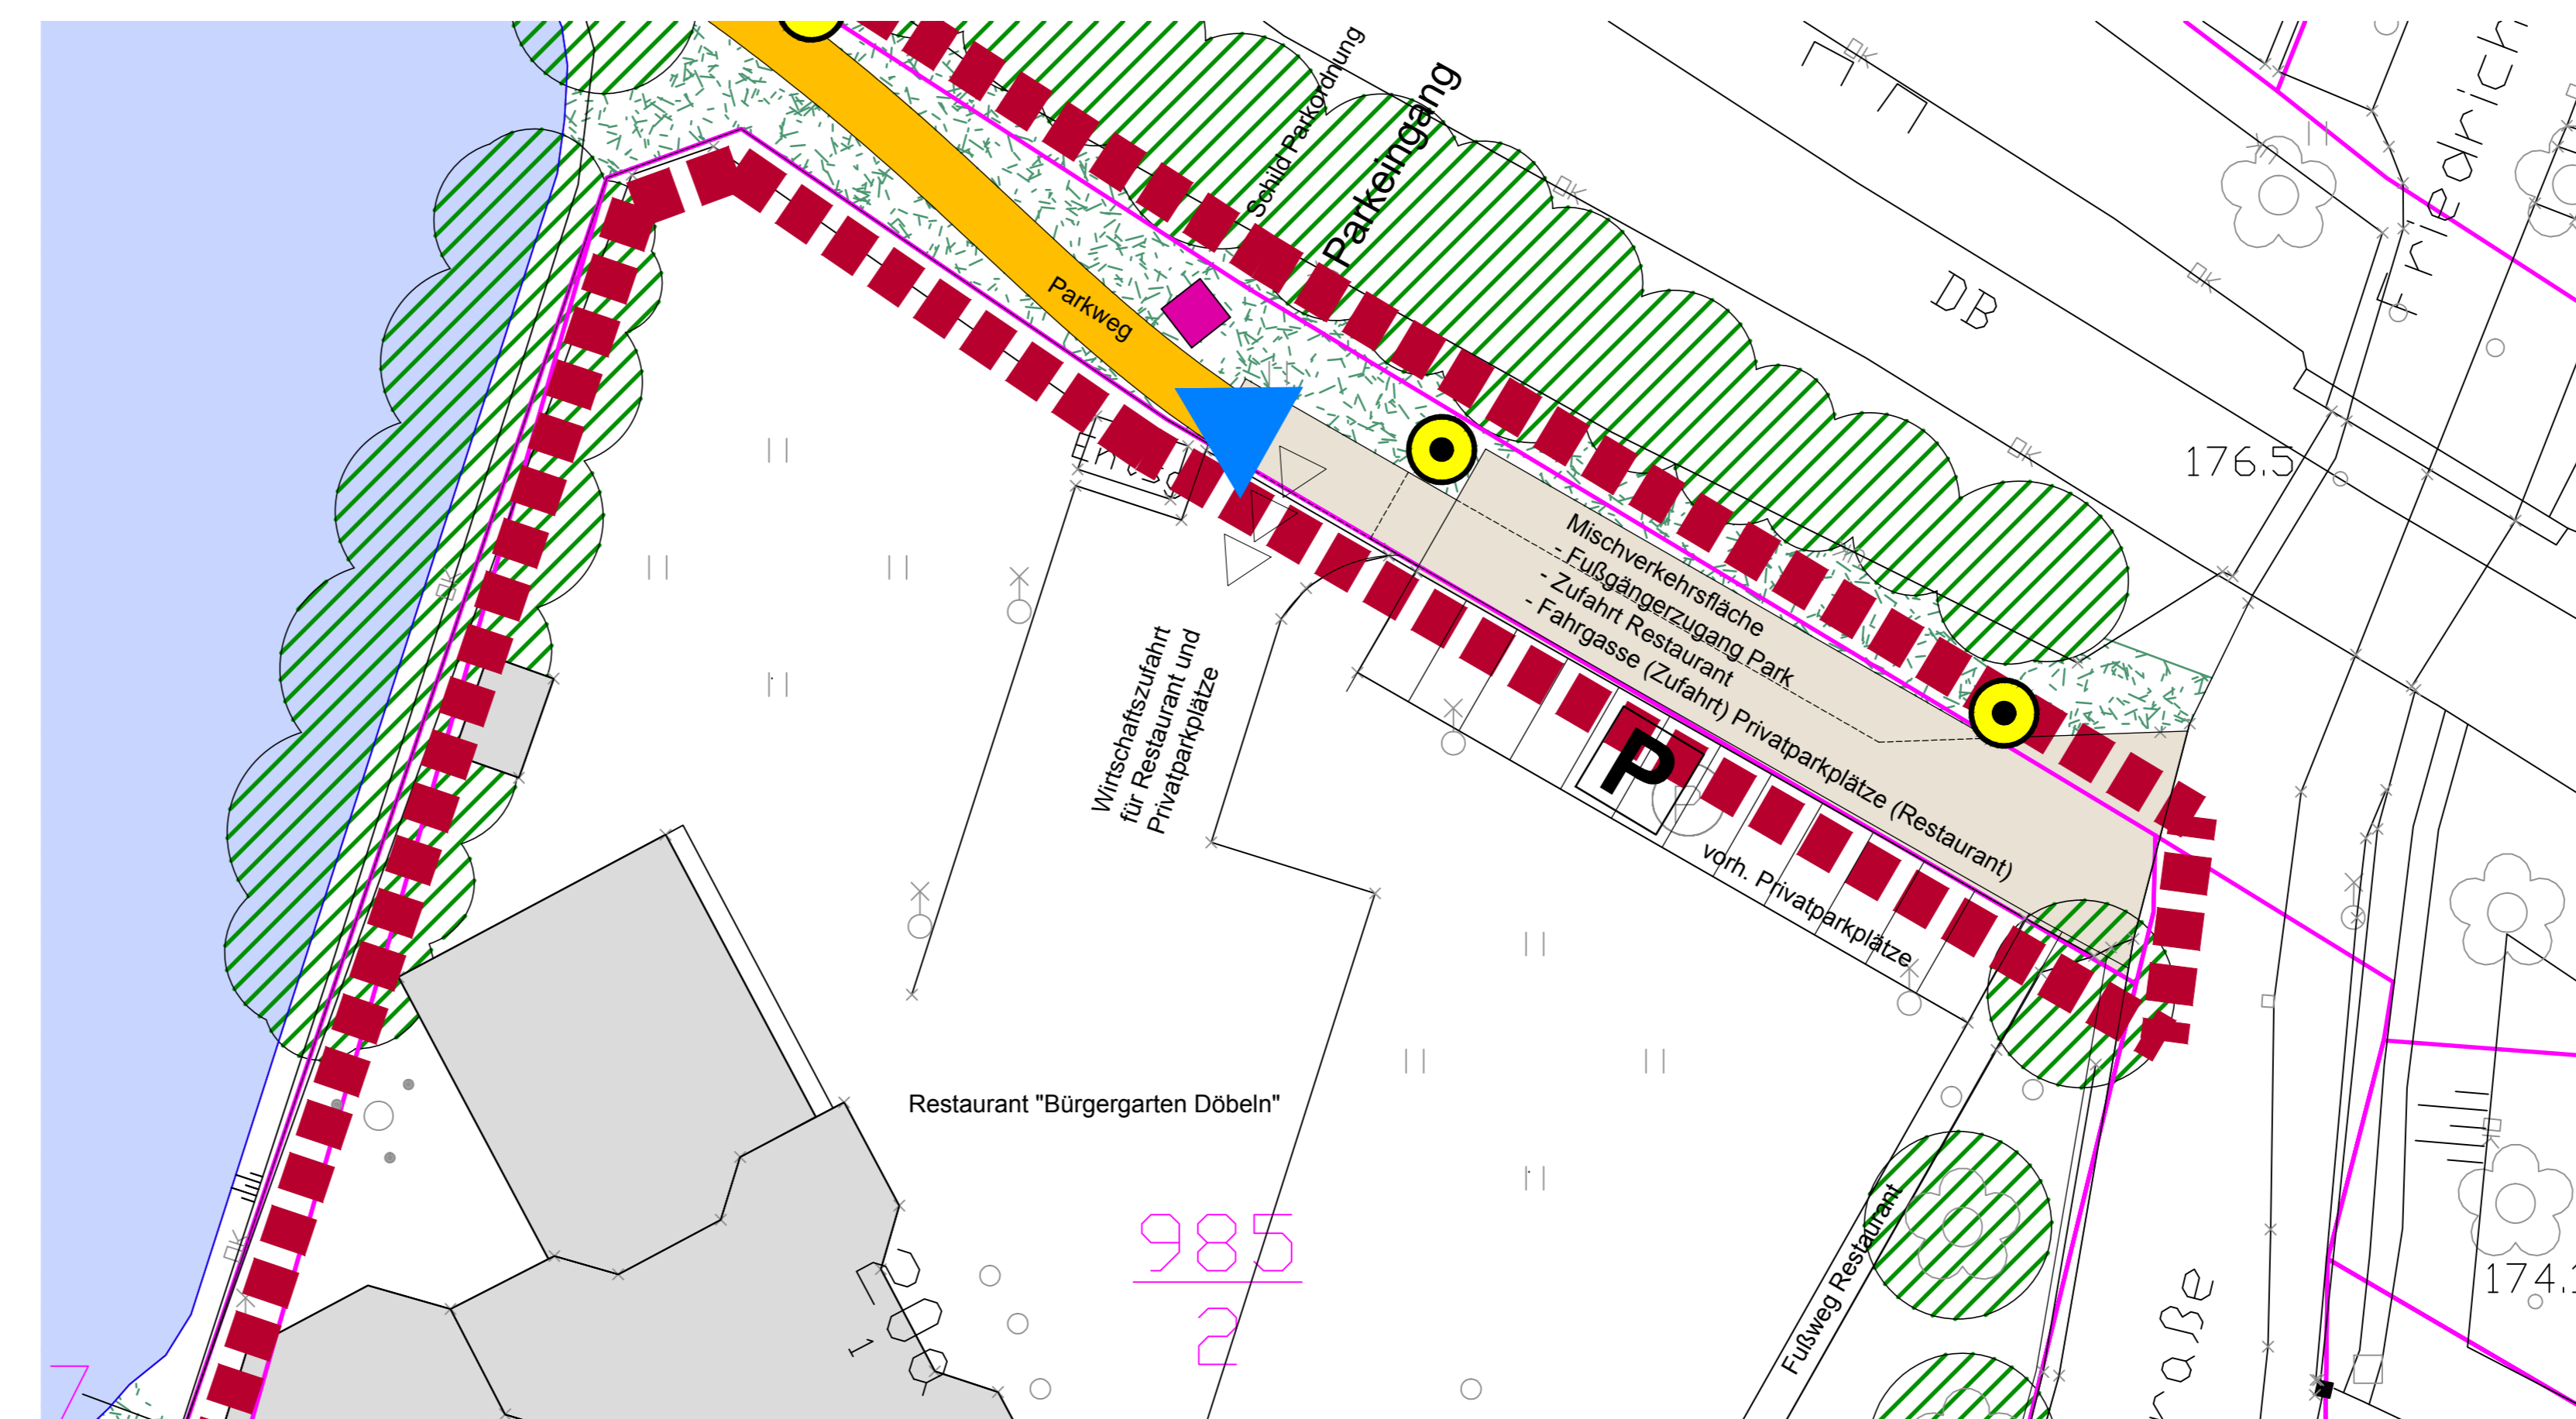 Schild Parkordnung
Parkeingang
Parkweg
DB
176.5
Mischverkehrsfläche
- Fußgängerzugang Park
- Zufahrt Restaurant
- Fahrgasse (Zufahrt) Privatparkplätze (Restaurant)
Wirtschaftszufahrt
für Restaurant und
Privatparkplätze
P
P
vorh. Privatparkplätze
Restaurant "Bürgergarten Döbeln"
985
2
Fußweg Restaurant
174.
7